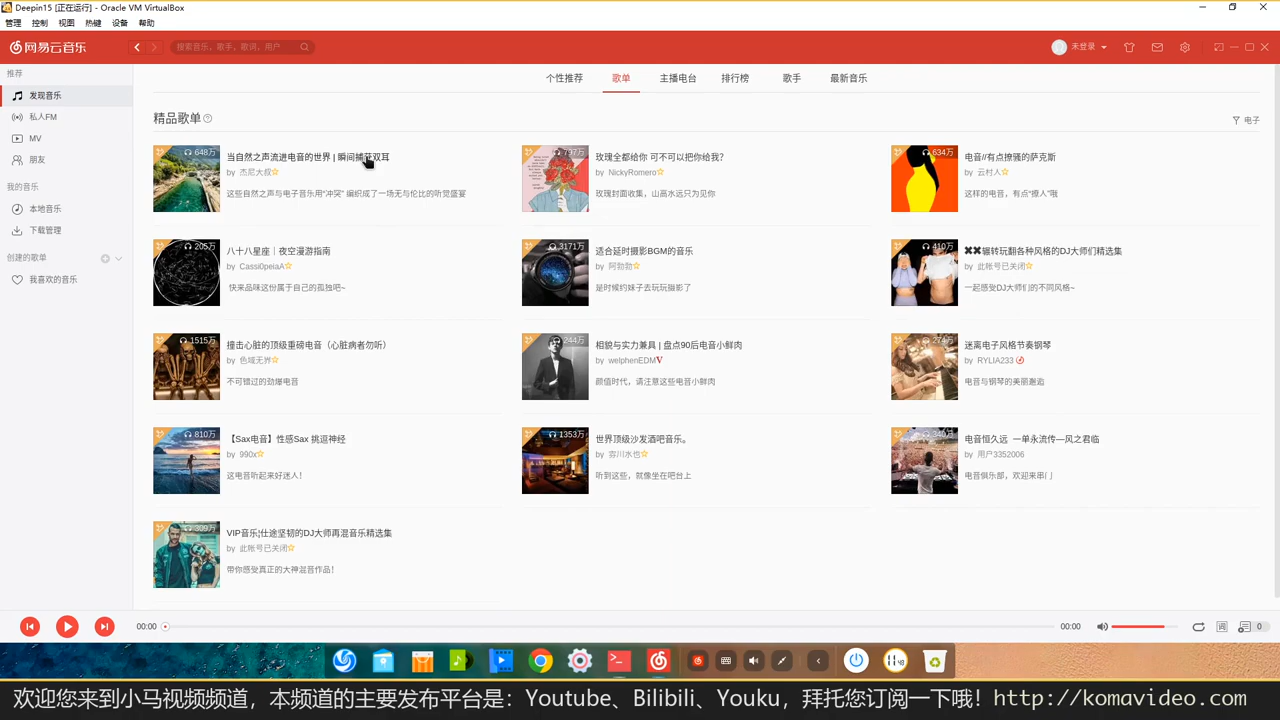 Deepin15 [正在运行] - Oracle VM VirtualBox
管理 控制 视图 热键 设备 帮助
网易云音乐
搜索音乐，歌手，歌词，用户
未登录
推荐
发现音乐
私人FM
MV
朋友
我的音乐
本地音乐
下载管理
创建的歌单
我喜欢的音乐
个性推荐 歌单 主播电台 排行榜 歌手 最新音乐
精品歌单
电子
648万
当自然之声流进电音的世界 | 瞬间捕获双耳
by 杰尼大叔
这些自然之声与电子音乐用“冲突” 编织成了一场无与伦比的听觉盛宴
797万
玫瑰全都给你 可不可以把你给我?
by NickyRomero
玫瑰封面收集，山高水远只为见你
634万
电音//有点撩骚的萨克斯
by 云村人
这样的电音，有点“撩人”哦
205万
八十八星座｜夜空漫游指南
by Cassi0peiaA
快来品味这份属于自己的孤独吧~
3171万
适合延时摄影BGM的音乐
by 阿勃勃
是时候约妹子去玩玩摄影了
410万
✖✖辗转玩翻各种风格的DJ大师们精选集
by 此帐号已关闭
一起感受DJ大师们的不同风格~
1515万
撞击心脏的顶级重磅电音（心脏病者勿听）
by 色域无界
不可错过的劲爆电音
244万
相貌与实力兼具 | 盘点90后电音小鲜肉
by welphenEDM
颜值时代，请注意这些电音小鲜肉
274万
迷离电子风格节奏钢琴
by RYLIA233
电音与钢琴的美丽邂逅
810万
【Sax电音】性感Sax 挑逗神经
by 990x
这电音听起来好迷人！
1353万
世界顶级沙发酒吧音乐。
by 弈川水也
听到这些，就像坐在吧台上
340万
电音恒久远 一单永流传—风之君临
by 用户3352006
电音俱乐部，欢迎来串门
309万
VIP音乐¦仕途坚韧的DJ大师再混音乐精选集
by 此帐号已关闭
带你感受真正的大神混音作品！
00:00 00:00 词 0
欢迎您来到小马视频频道，本频道的主要发布平台是：Youtube、Bilibili、Youku，拜托您订阅一下哦！http://komavideo.com